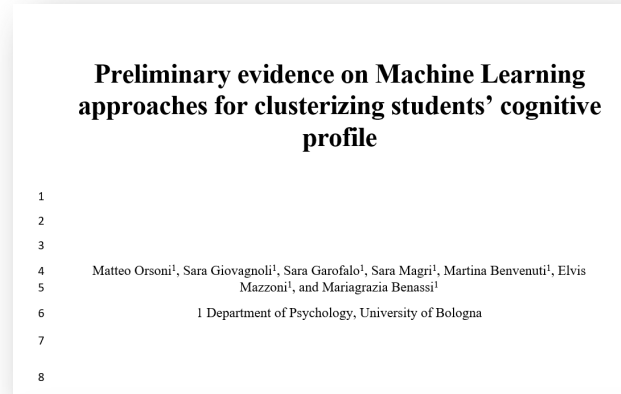 Preliminary evidence on Machine Learning
approaches for clusterizing students’ cognitive
profile
1
2
3
4 Matteo Orsoni¹, Sara Giovagnoli¹, Sara Garofalo¹, Sara Magri¹, Martina Benvenuti¹, Elvis
5 Mazzoni¹, and Mariagrazia Benassi¹
6 1 Department of Psychology, University of Bologna
7
8